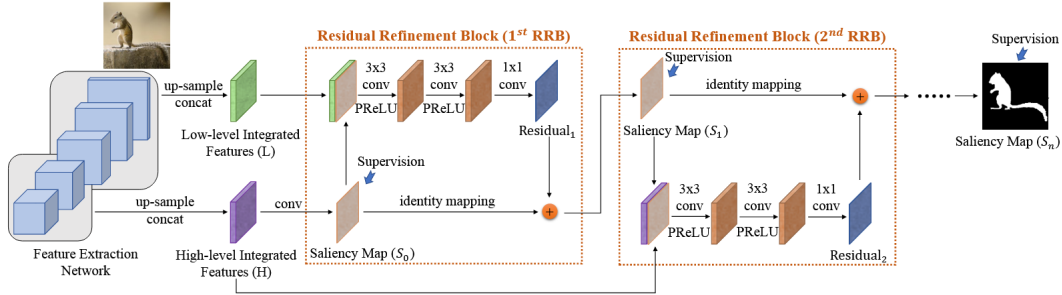 Residual Refinement Block (1st RRB)
Residual Refinement Block (2nd RRB)
up-sample
concat
Low-level Integrated
Features (L)
3x3
conv
PReLU
3x3
conv
PReLU
1x1
conv
Residual1
Supervision
identity mapping
Saliency Map (S0)
up-sample
concat
High-level Integrated
Features (H)
conv
Feature Extraction
Network
Supervision
identity mapping
Saliency Map (S1)
3x3
conv
PReLU
3x3
conv
PReLU
1x1
conv
Residual2
+
+
Supervision
Saliency Map (Sn)